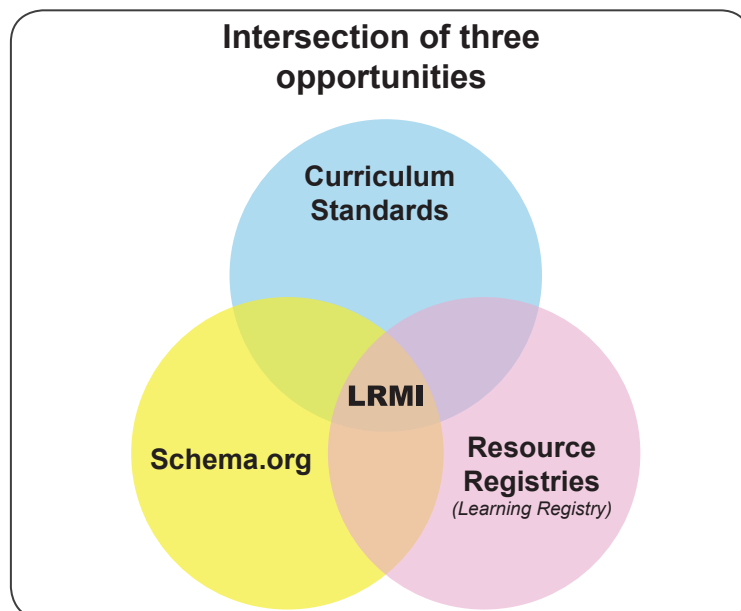 Intersection of three
opportunities
Curriculum
Standards
LRMI
Schema.org
Resource
Registries
(Learning Registry)